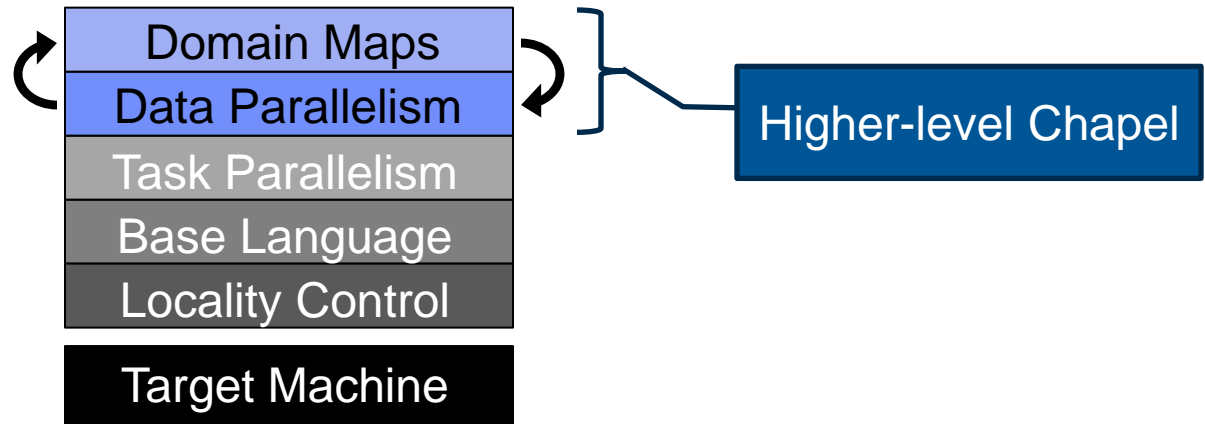 Domain Maps
Data Parallelism
Higher-level Chapel
Task Parallelism
Base Language
Locality Control
Target Machine